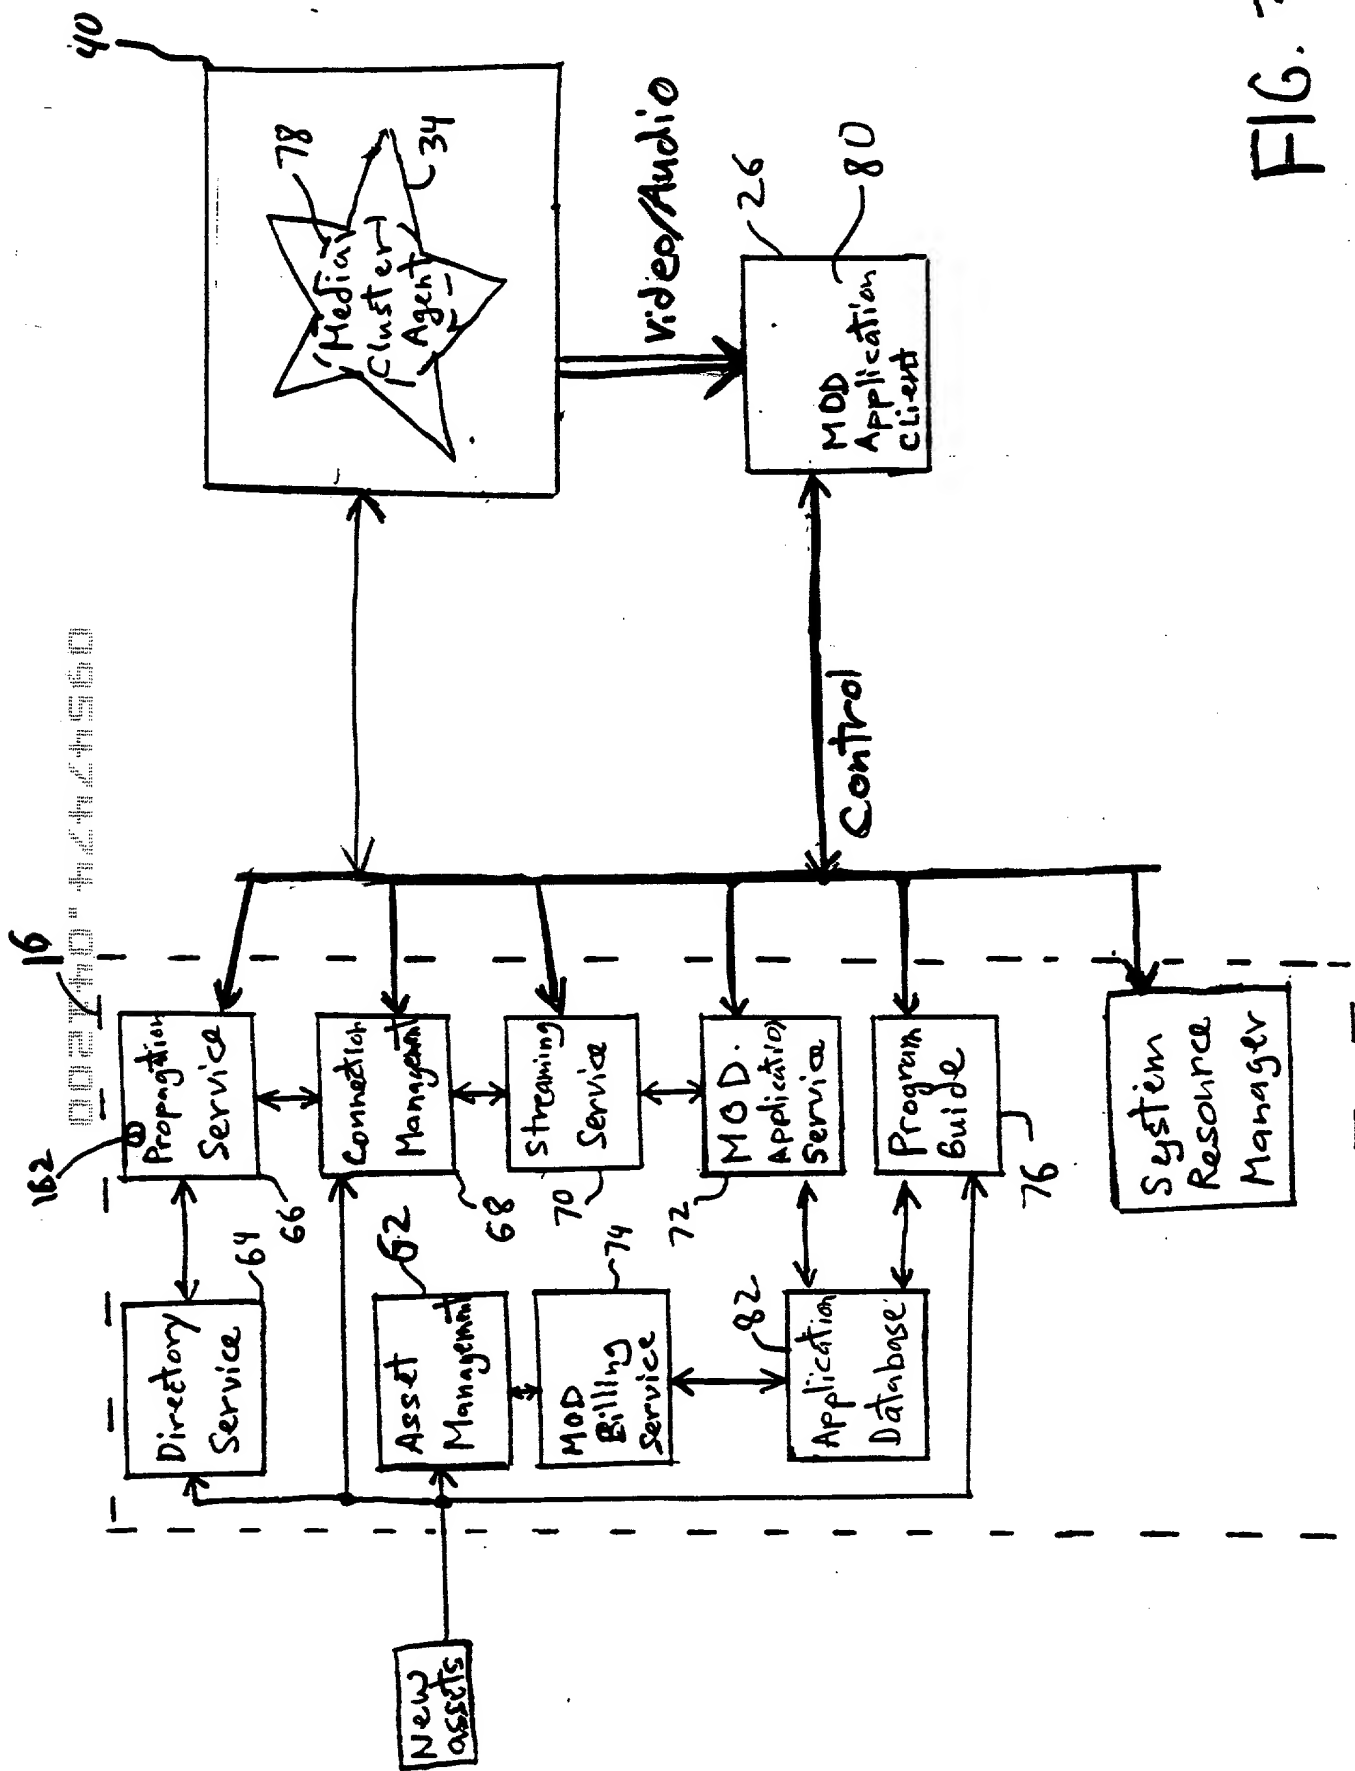 New
assets
16
Directory
Service
64
162
Propagation
Service
66
Asset
Management
62
Connection
Management
68
MOD
Billing
Service
74
Streaming
Service
70
Application
Database
82
MOD.
Application
Service
72
Program
Guide
76
System
Resource
Manager
Control
40
Media
Cluster
Agent
78
34
Video/Audio
MOD
Application
Client
26
80
FIG.